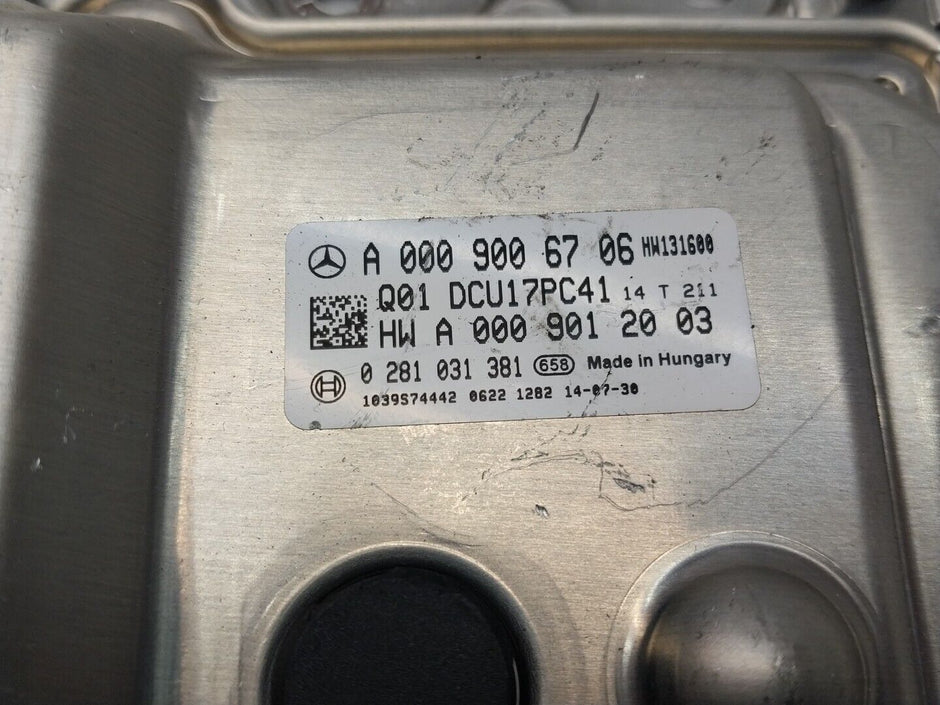 A 000 900 67 06 HW131600
Q01 DCU17PC41 14 T 211
HW A 000 901 20 03
0 281 031 381 658 Made in Hungary
1039S74442 0622 1282 14-07-30